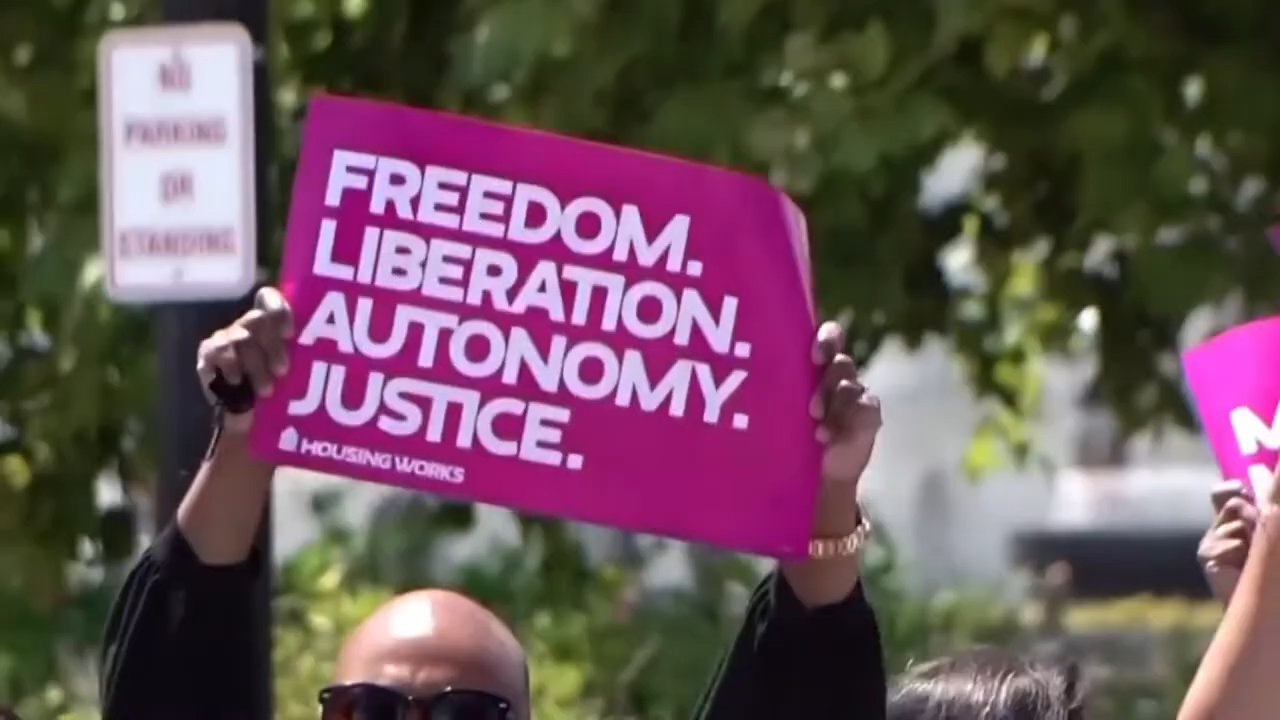 NO
PARKING
OR
STANDING
FREEDOM.
LIBERATION.
AUTONOMY.
JUSTICE.
HOUSING WORKS
M